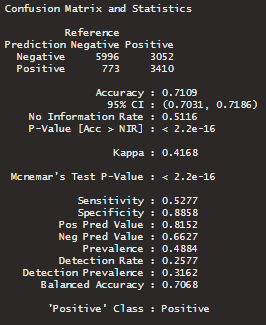 Confusion Matrix and Statistics
Reference
Prediction Negative Positive
Negative 5996 3052
Positive 773 3410
Accuracy : 0.7109
95% CI : (0.7031, 0.7186)
No Information Rate : 0.5116
P-Value [Acc > NIR] : < 2.2e-16
Kappa : 0.4168
Mcnemar's Test P-Value : < 2.2e-16
Sensitivity : 0.5277
Specificity : 0.8858
Pos Pred Value : 0.8152
Neg Pred Value : 0.6627
Prevalence : 0.4884
Detection Rate : 0.2577
Detection Prevalence : 0.3162
Balanced Accuracy : 0.7068
'Positive' Class : Positive